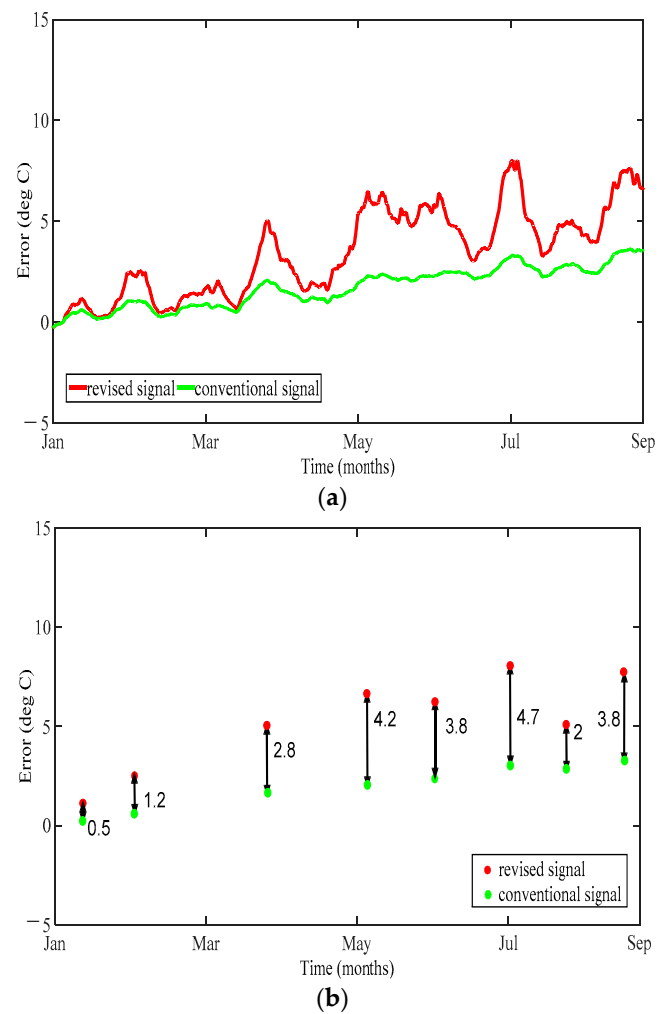 15
10
5
0
−5
Error (deg C)
revised signal conventional signal
Jan Mar May Jul Sep
Time (months)
(a)
15
10
5
0
−5
Error (deg C)
0.5
1.2
2.8
4.2
3.8
4.7
2
3.8
revised signal
conventional signal
Jan Mar May Jul Sep
Time (months)
(b)